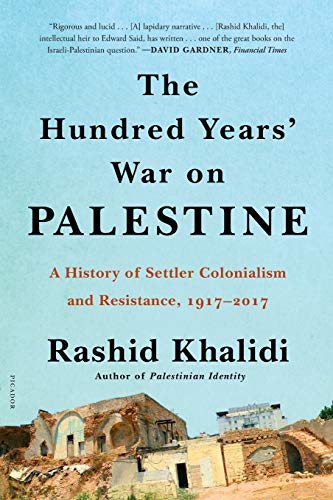 "Rigorous and lucid . . . [A] lapidary narrative . . . [Rashid Khalidi, the]
intellectual heir to Edward Said, has written . . . one of the great books on the
Israeli-Palestinian question." —DAVID GARDNER, Financial Times
The
Hundred Years'
War on
PALESTINE
A History of Settler Colonialism
and Resistance, 1917–2017
Rashid Khalidi
Author of Palestinian Identity
PICADOR